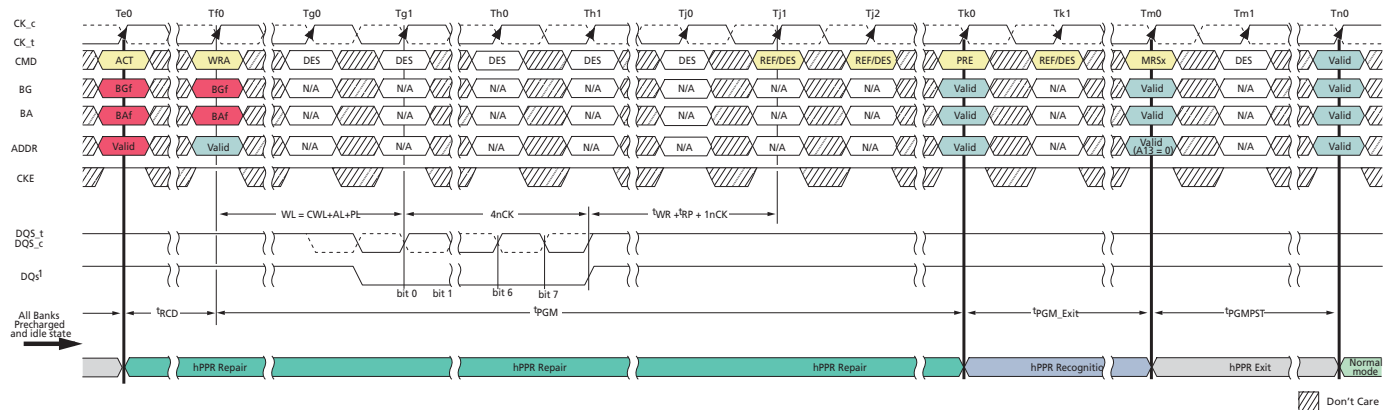 Te0 Tf0 Tg0 Tg1 Th0 Th1 Tj0 Tj1 Tj2 Tk0 Tk1 Tm0 Tm1 Tn0
CK_c
CK_t
CMD ACT WRA DES DES DES DES DES REF/DES REF/DES PRE REF/DES MRSx DES Valid
BG BGf BGf N/A N/A N/A N/A N/A N/A N/A Valid N/A Valid N/A Valid
BA BAf BAf N/A N/A N/A N/A N/A N/A N/A Valid N/A Valid N/A Valid
ADDR Valid Valid N/A N/A N/A N/A N/A N/A N/A Valid N/A Valid (A13 = 0) N/A Valid
CKE
WL = CWL+AL+PL 4nCK tWR + tRP + 1nCK
DQS_t
DQS_c
DQs1
bit 0 bit 1 bit 6 bit 7
All Banks
Precharged
and idle state
tRCD tPGM tPGM_Exit tPGMPST
hPPR Repair hPPR Repair hPPR Repair hPPR Recognitio hPPR Exit Normal
mode
Don't Care